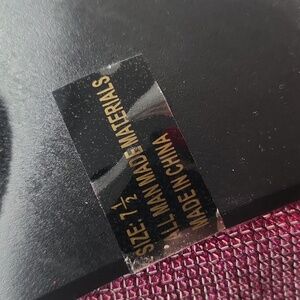 SIZE: 7 1/2
ALL MAN MADE MATERIALS
MADE IN CHINA